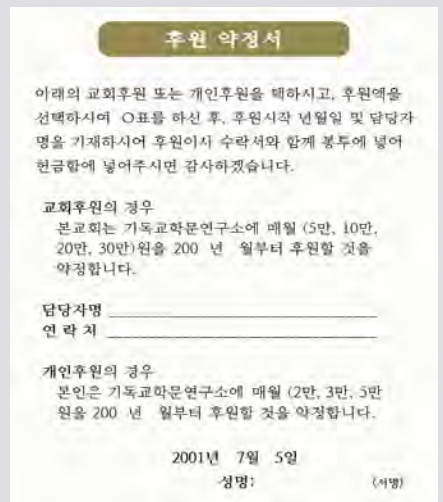 후원 약정서
아래의 교회후원 또는 개인후원을 택하시고, 후원액을
선택하시여 O표를 하신 후, 후원시작 년월일 및 담당자
명을 기재하시어 후원이사 수락서와 함께 봉투에 넣어
헌금함에 넣어주시면 감사하겠습니다.
교회후원의 경우
본교회는 기독교학문연구소에 매월 (5만, 10만,
20만, 30만)원을 200 년 월부터 후원할 것을
약정합니다.
담당자명
연 락 처
개인후원의 경우
본인은 기독교학문연구소에 매월 (2만, 3만, 5만
원을 200 년 월부터 후원할 것을 약정합니다.
2001년 7월 5일
성명: (서명)